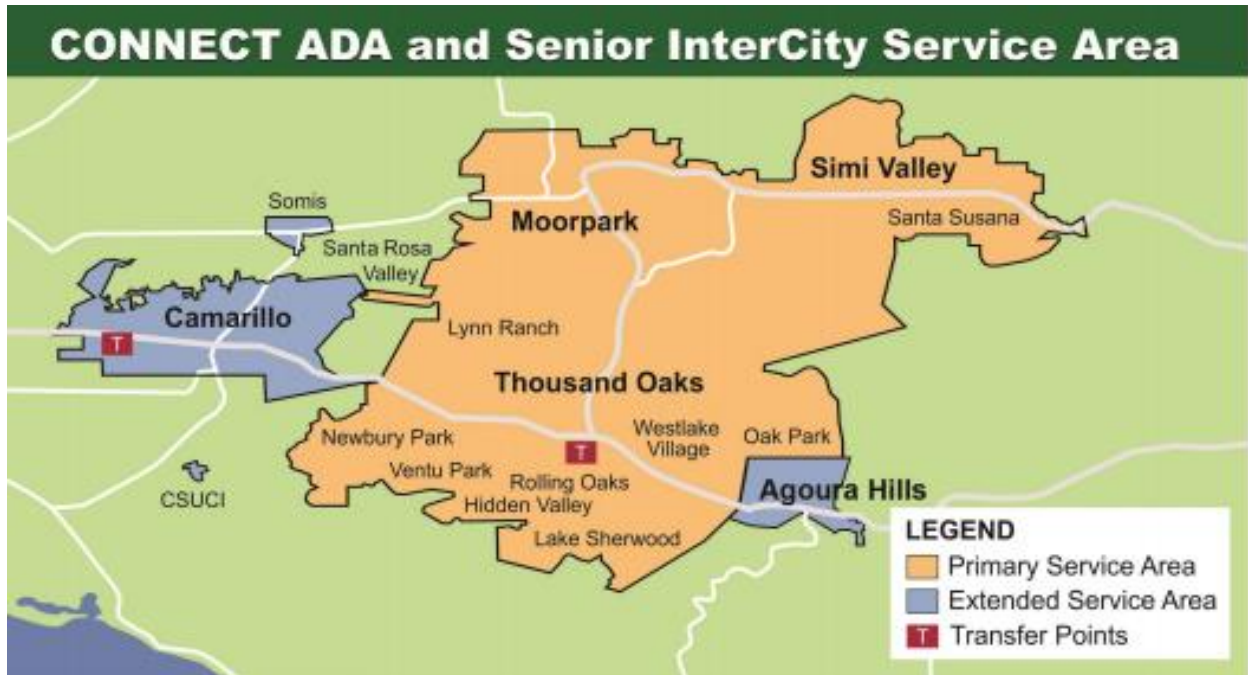 CONNECT ADA and Senior InterCity Service Area
Simi Valley
Somis
Moorpark
Santa Susana
Santa Rosa
Valley
Camarillo
Lynn Ranch
T
Thousand Oaks
Newbury Park
Westlake
Village
Oak Park
T
Ventu Park
Rolling Oaks
CSUCI
Hidden Valley
Agoura Hills
Lake Sherwood
LEGEND
Primary Service Area
Extended Service Area
T Transfer Points